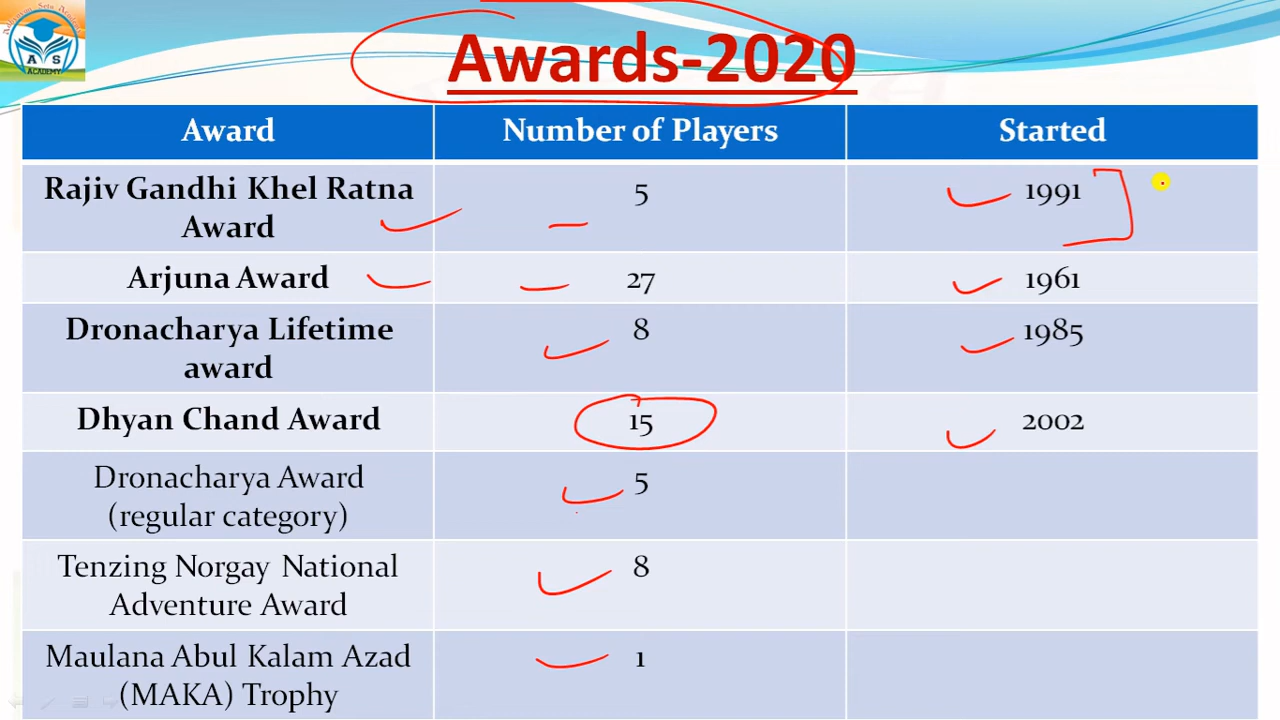 Awards-2020
Award Number of Players Started
Rajiv Gandhi Khel Ratna 5 1991
Award
Arjuna Award 27 1961
Dronacharya Lifetime 8 1985
award
Dhyan Chand Award 15 2002
Dronacharya Award 5
(regular category)
Tenzing Norgay National 8
Adventure Award
Maulana Abul Kalam Azad 1
(MAKA) Trophy
A S
ACADEMY